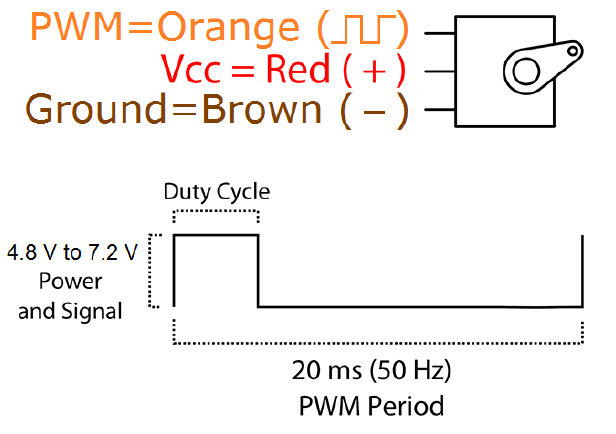 PWM=Orange (⎍⎍)
Vcc = Red ( + )
Ground=Brown ( – )
Duty Cycle
4.8 V to 7.2 V
Power
and Signal
20 ms (50 Hz)
PWM Period